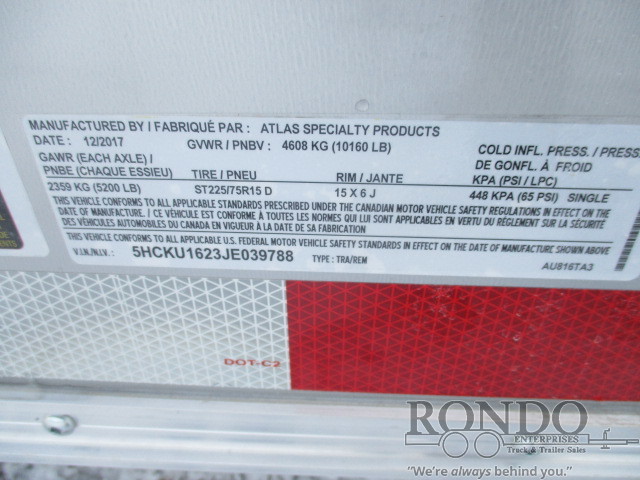 MANUFACTURED BY / FABRIQUÉ PAR : ATLAS SPECIALTY PRODUCTS
DATE : 12/2017 GVWR / PNBV : 4608 KG (10160 LB)
GAWR (EACH AXLE) / COLD INFL. PRESS. / PRESS.
PNBE (CHAQUE ESSIEU) TIRE / PNEU RIM / JANTE DE GONFL. À FROID
KPA (PSI / LPC)
2359 KG (5200 LB) ST225/75R15 D 15 X 6 J 448 KPA (65 PSI) SINGLE
THIS VEHICLE CONFORMS TO ALL APPLICABLE STANDARDS PRESCRIBED UNDER THE CANADIAN MOTOR VEHICLE SAFETY REGULATIONS IN EFFECT ON THE DATE OF
MANUFACTURE / CE VÉHICULE EST CONFORME À TOUTES LES NORMES QUI LUI SONT APPLICABLES EN VERTU DU RÈGLEMENT SUR LA SÉCURITÉ
DES VÉHICULES AUTOMOBILES DU CANADA EN VIGUEUR À LA DATE DE SA FABRICATION
THIS VEHICLE CONFORMS TO ALL APPLICABLE U.S. FEDERAL MOTOR VEHICLE SAFETY STANDARDS IN EFFECT ON THE DATE OF MANUFACTURE SHOWN ABOVE
V.I.N./N.I.V. : 5HCKU1623JE039788 TYPE : TRA/REM AU816TA3
DOT-C2
RONDO
ENTERPRISES
Truck & Trailer Sales
"We're always behind you."